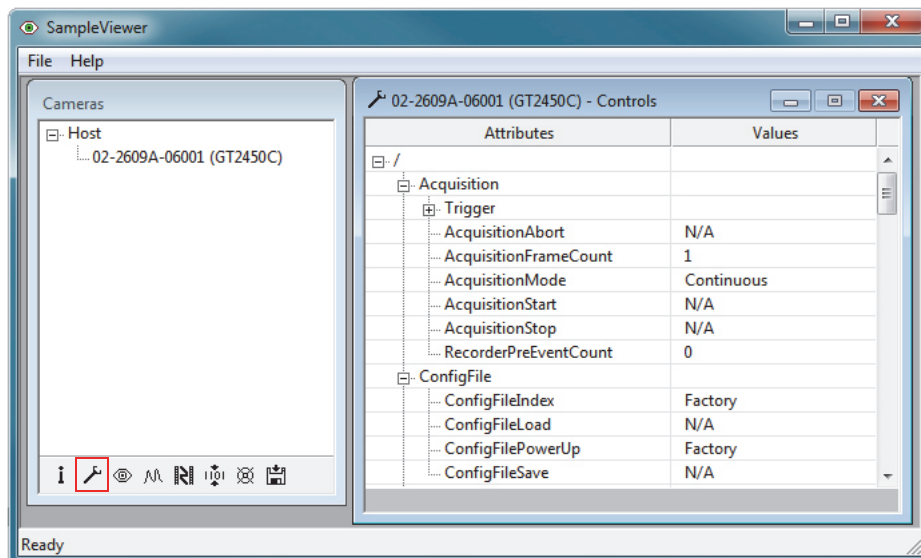 SampleViewer
File Help
Cameras
Host
02-2609A-06001 (GT2450C)
02-2609A-06001 (GT2450C) - Controls
Attributes Values
/
Acquisition
Trigger
AcquisitionAbort N/A
AcquisitionFrameCount 1
AcquisitionMode Continuous
AcquisitionStart N/A
AcquisitionStop N/A
RecorderPreEventCount 0
ConfigFile
ConfigFileIndex Factory
ConfigFileLoad N/A
ConfigFilePowerUp Factory
ConfigFileSave N/A
Ready